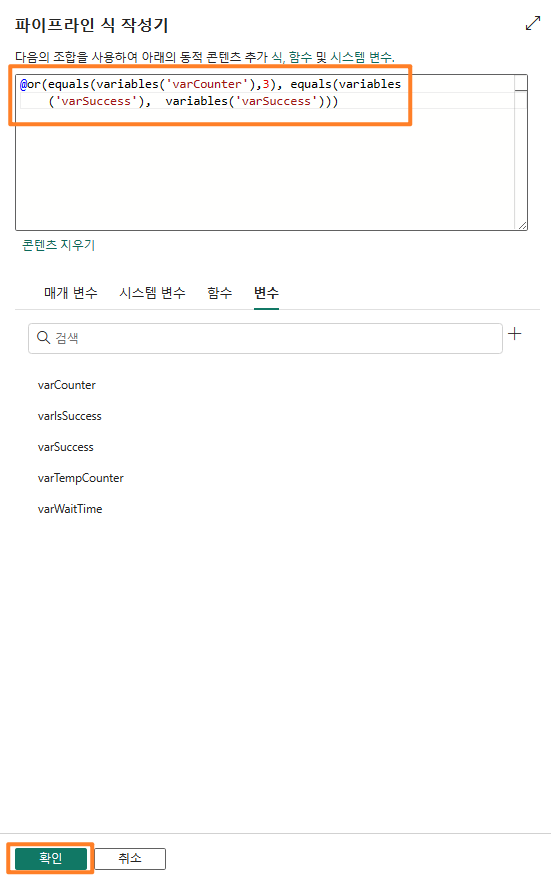 파이프라인 식 작성기
다음의 조합을 사용하여 아래의 동적 콘텐츠 추가 식, 함수 및 시스템 변수.
@or(equals(variables('varCounter'),3), equals(variables
('varSuccess'),  variables('varSuccess')))
콘텐츠 지우기
매개 변수 시스템 변수 함수 변수
검색
varCounter
varIsSuccess
varSuccess
varTempCounter
varWaitTime
확인 취소